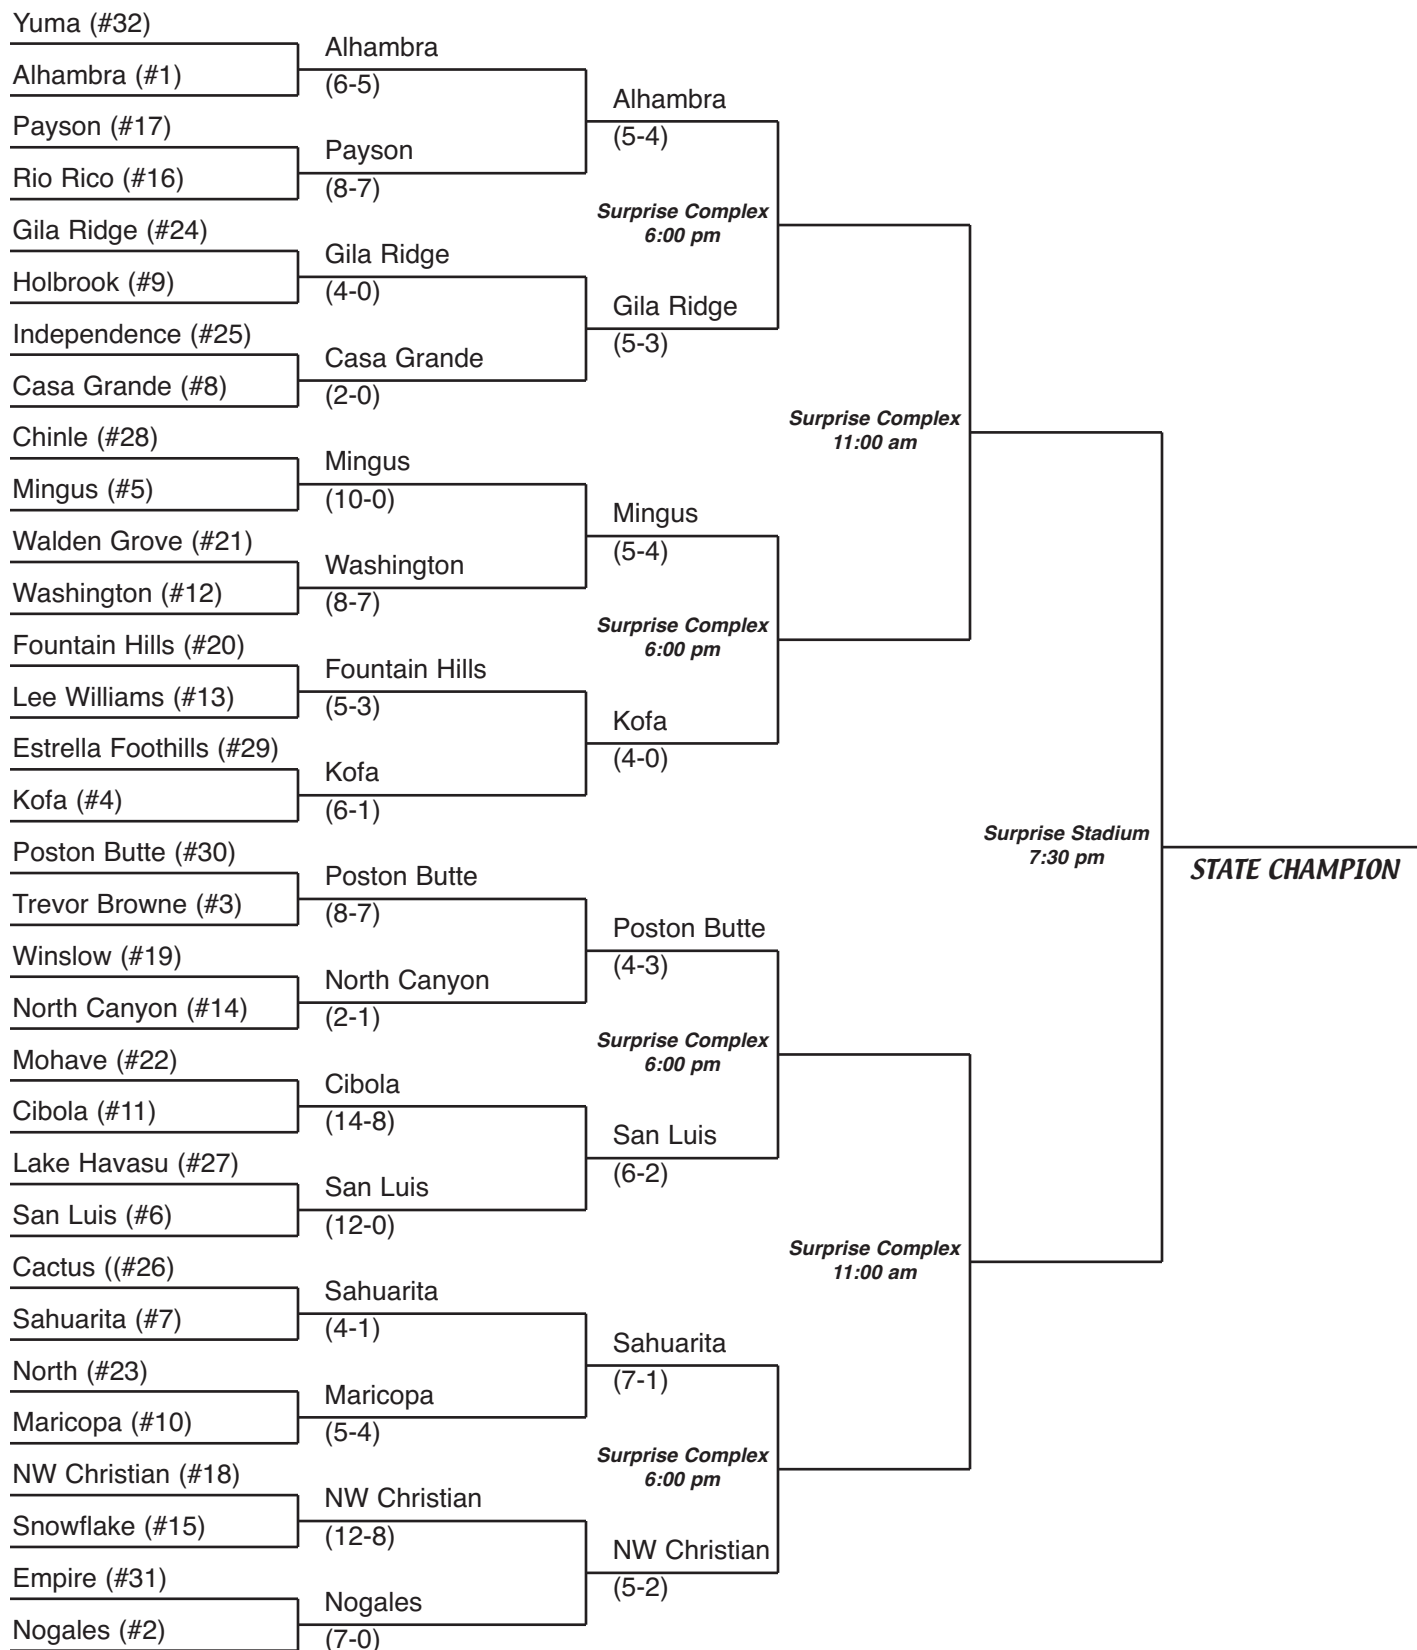 Yuma (#32)
Alhambra (#1)
Payson (#17)
Rio Rico (#16)
Gila Ridge (#24)
Holbrook (#9)
Independence (#25)
Casa Grande (#8)
Chinle (#28)
Mingus (#5)
Walden Grove (#21)
Washington (#12)
Fountain Hills (#20)
Lee Williams (#13)
Estrella Foothills (#29)
Kofa (#4)
Poston Butte (#30)
Trevor Browne (#3)
Winslow (#19)
North Canyon (#14)
Mohave (#22)
Cibola (#11)
Lake Havasu (#27)
San Luis (#6)
Cactus ((#26)
Sahuarita (#7)
North (#23)
Maricopa (#10)
NW Christian (#18)
Snowflake (#15)
Empire (#31)
Nogales (#2)
Alhambra
(6-5)
Payson
(8-7)
Gila Ridge
(4-0)
Casa Grande
(2-0)
Mingus
(10-0)
Washington
(8-7)
Fountain Hills
(5-3)
Kofa
(6-1)
Poston Butte
(8-7)
North Canyon
(2-1)
Cibola
(14-8)
San Luis
(12-0)
Sahuarita
(4-1)
Maricopa
(5-4)
NW Christian
(12-8)
Nogales
(7-0)
Alhambra
(5-4)
Surprise Complex
6:00 pm
Gila Ridge
(5-3)
Mingus
(5-4)
Surprise Complex
6:00 pm
Kofa
(4-0)
Poston Butte
(4-3)
Surprise Complex
6:00 pm
San Luis
(6-2)
Sahuarita
(7-1)
Surprise Complex
6:00 pm
NW Christian
(5-2)
Surprise Complex
11:00 am
Surprise Complex
11:00 am
Surprise Stadium
7:30 pm
STATE CHAMPION